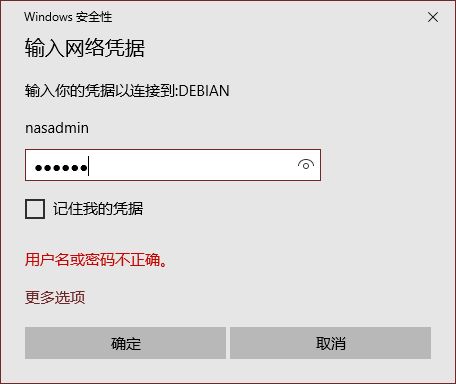 Windows 安全性
输入网络凭据
输入你的凭据以连接到:DEBIAN
nasadmin
●●●●●●
记住我的凭据
用户名或密码不正确。
更多选项
确定
取消